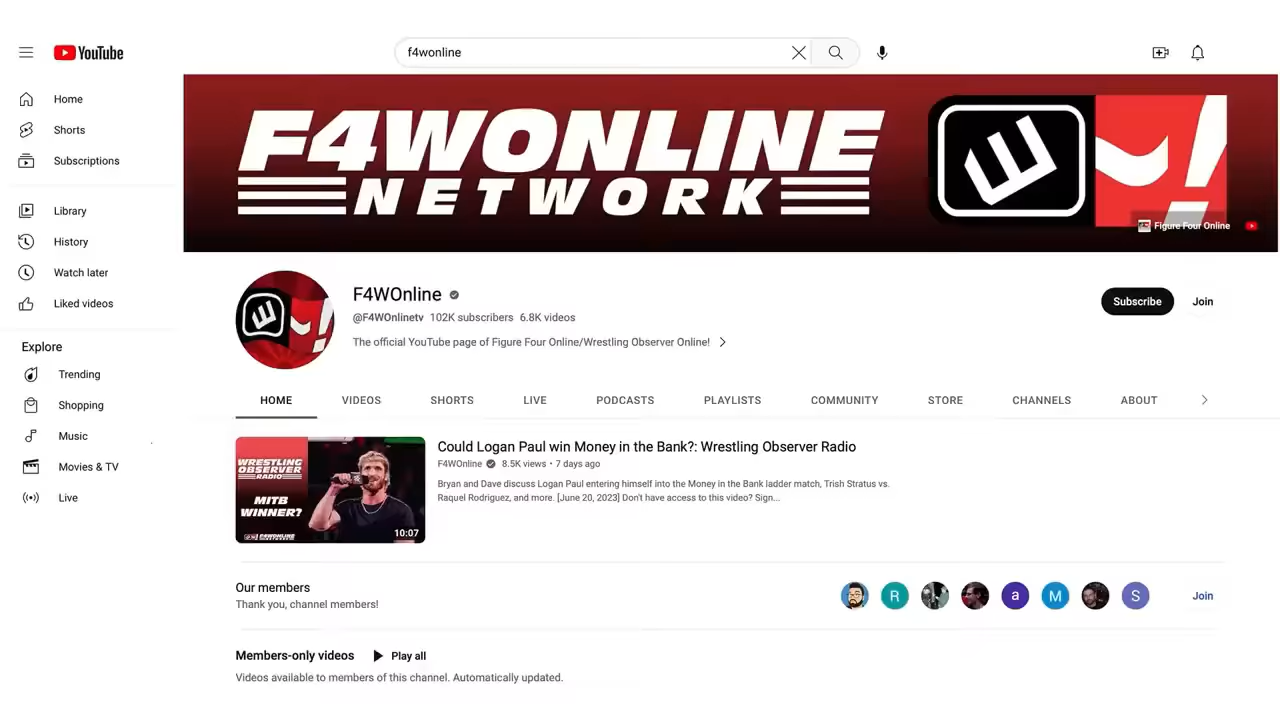 YouTube
f4wonline
Home
Shorts
Subscriptions
Library
History
Watch later
Liked videos
Explore
Trending
Shopping
Music
Movies & TV
Live
F4WONLINE
NETWORK
Figure Four Online
F4WOnline
@F4WOnlinetv 102K subscribers 6.8K videos
The official YouTube page of Figure Four Online/Wrestling Observer Online!
Subscribe
Join
HOME VIDEOS SHORTS LIVE PODCASTS PLAYLISTS COMMUNITY STORE CHANNELS ABOUT
WRESTLING
OBSERVER
RADIO
MITB
WINNER?
F4WONLINE
NETWORK
10:07
Could Logan Paul win Money in the Bank?: Wrestling Observer Radio
F4WOnline 8.5K views • 7 days ago
Bryan and Dave discuss Logan Paul entering himself into the Money in the Bank ladder match, Trish Stratus vs.
Raquel Rodriguez, and more. [June 20, 2023] Don't have access to this video? Sign...
Our members
Thank you, channel members!
R a M S
Join
Members-only videos Play all
Videos available to members of this channel. Automatically updated.